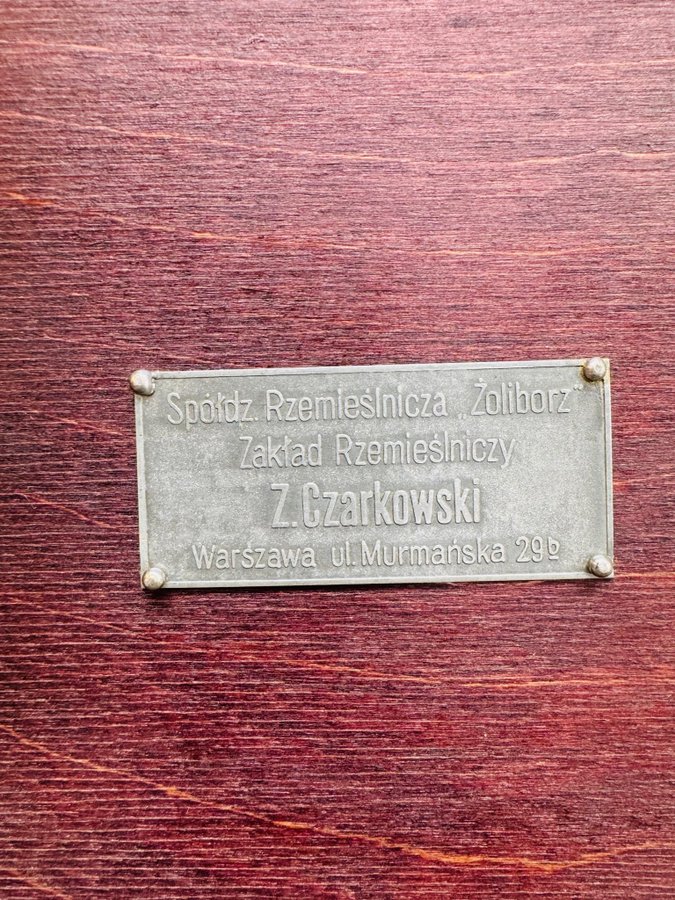 Spółdz. Rzemieślnicza „Żoliborz"
Zakład Rzemieślniczy
Z. Czarkowski
Warszawa ul. Murmańska 29b